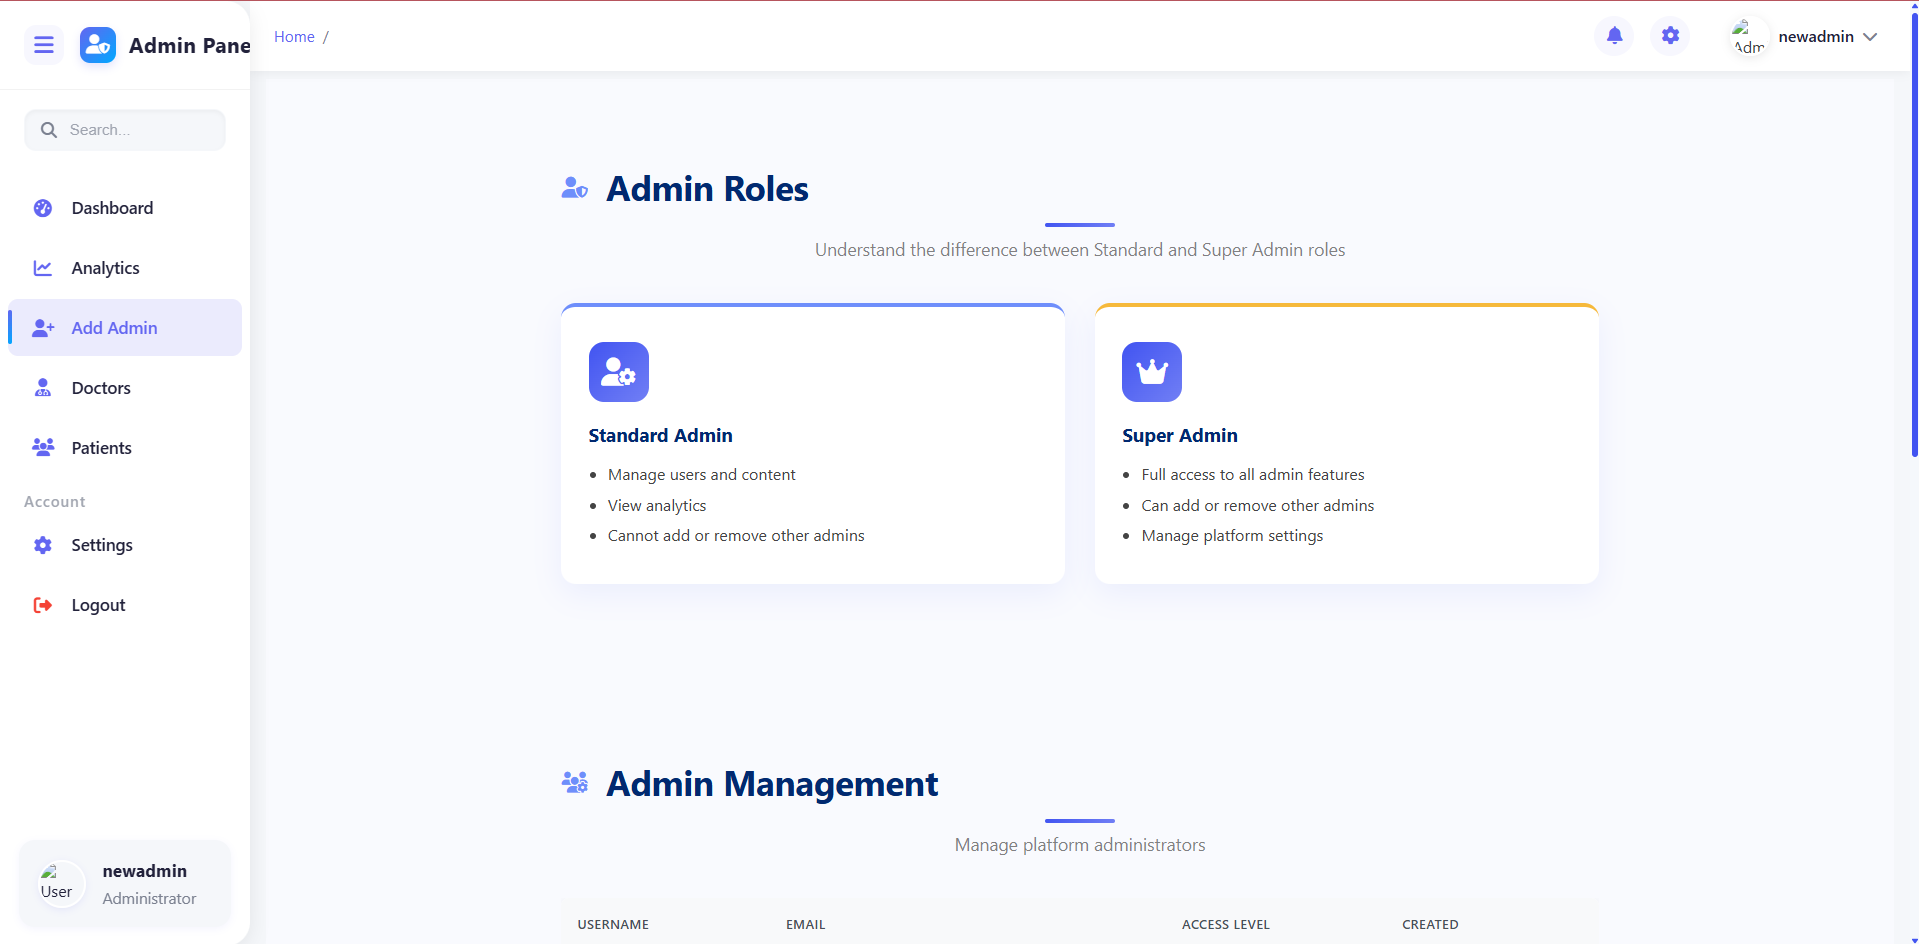 Admin Pane
Search...
Dashboard
Analytics
Add Admin
Doctors
Patients
Account
Settings
Logout
User
newadmin
Administrator
Home /
Adm
newadmin
Admin Roles
Understand the difference between Standard and Super Admin roles
Standard Admin
• Manage users and content
• View analytics
• Cannot add or remove other admins
Super Admin
• Full access to all admin features
• Can add or remove other admins
• Manage platform settings
Admin Management
Manage platform administrators
USERNAME EMAIL ACCESS LEVEL CREATED